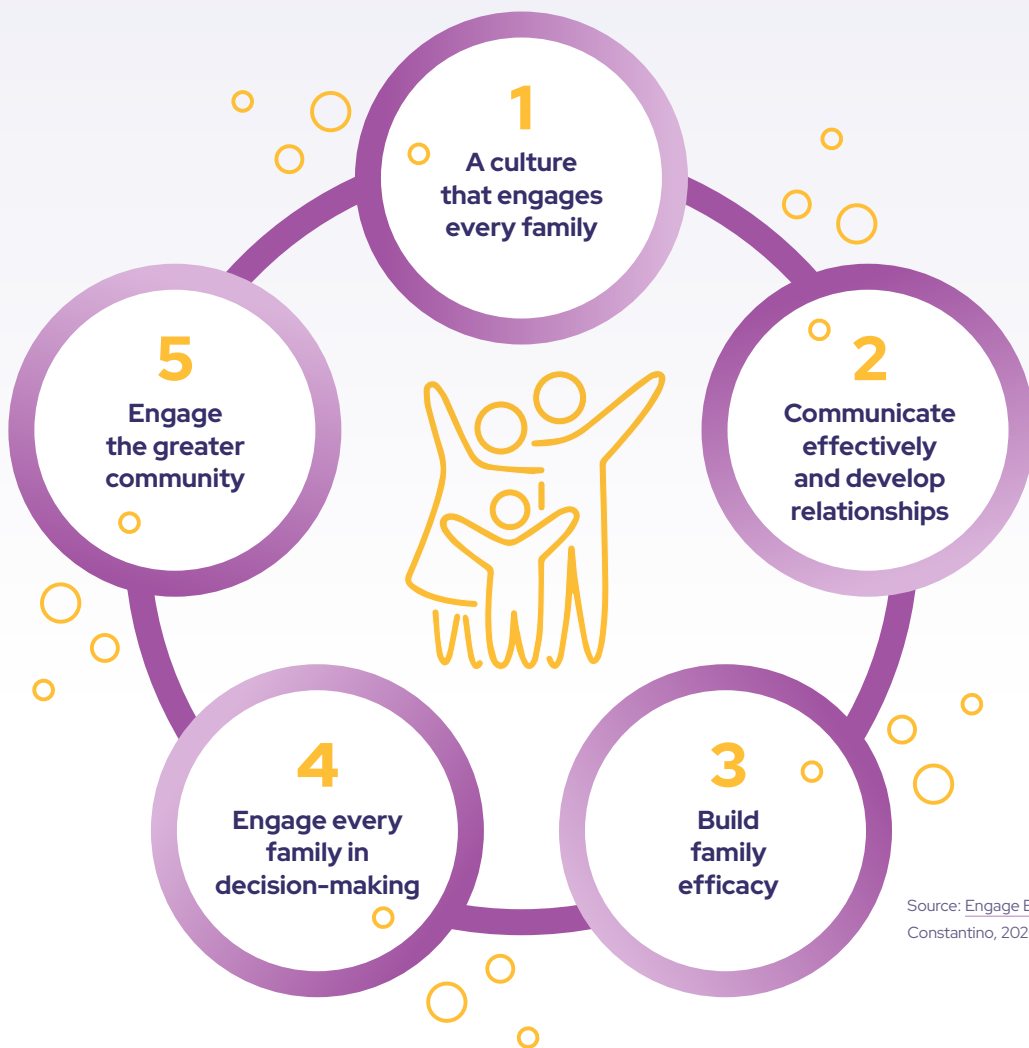 1
A culture
that engages
every family
2
Communicate
effectively
and develop
relationships
3
Build
family
efficacy
4
Engage every
family in
decision-making
5
Engage
the greater
community
Source: Engage
Constantino,